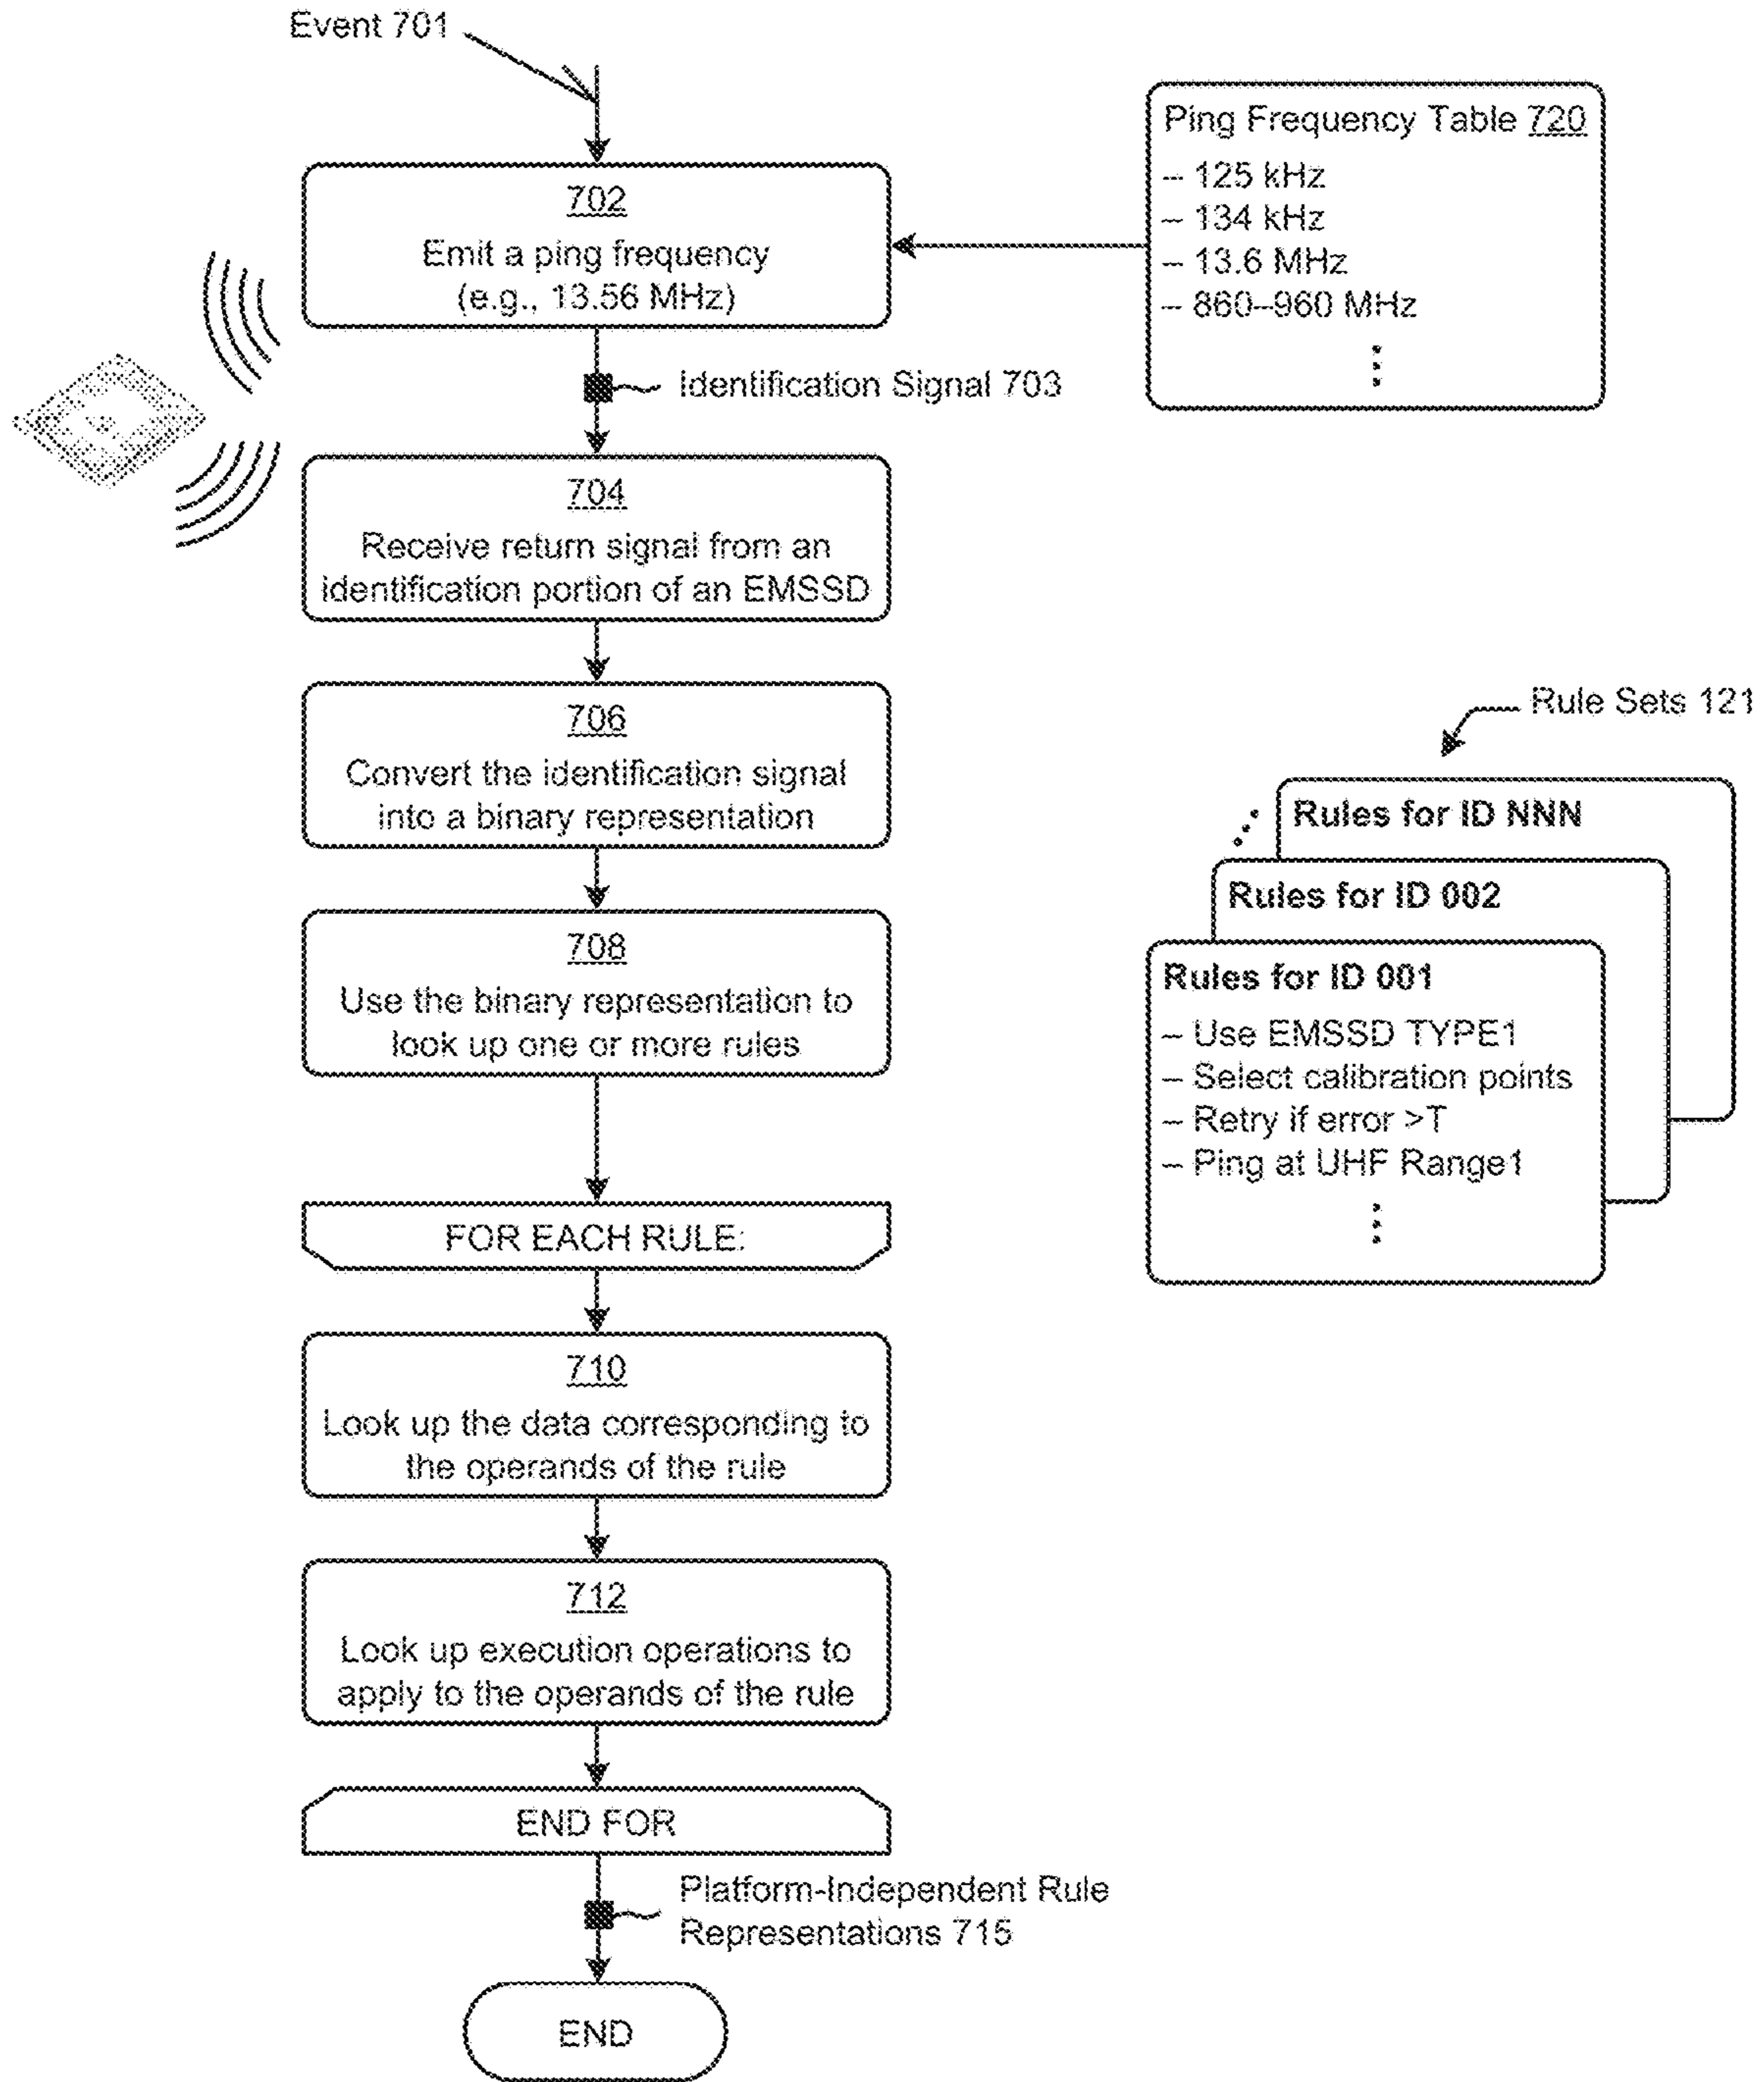 Event 701
702
Emit a ping frequency
(e.g., 13.56 MHz)
Ping Frequency Table 720
– 125 kHz
– 134 kHz
– 13.6 MHz
– 860–960 MHz
Identification Signal 703
704
Receive return signal from an
identification portion of an EMSSD
706
Convert the identification signal
into a binary representation
708
Use the binary representation to
look up one or more rules
Rule Sets 121
Rules for ID NNN
Rules for ID 002
Rules for ID 001
– Use EMSSD TYPE1
– Select calibration points
– Retry if error >T
– Ping at UHF Range1
FOR EACH RULE:
710
Look up the data corresponding to
the operands of the rule
712
Look up execution operations to
apply to the operands of the rule
END FOR
Platform-Independent Rule
Representations 715
END